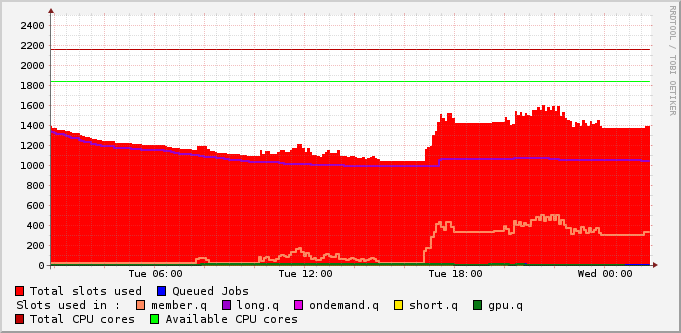 RRDTOOL / TOBI OETIKER
2400
2200
2000
1800
1600
1400
1200
1000
800
600
400
200
0
Tue 06:00 Tue 12:00 Tue 18:00 Wed 00:00
Total slots used Queued Jobs
Slots used in : member.q long.q ondemand.q short.q gpu.q
Total CPU cores Available CPU cores